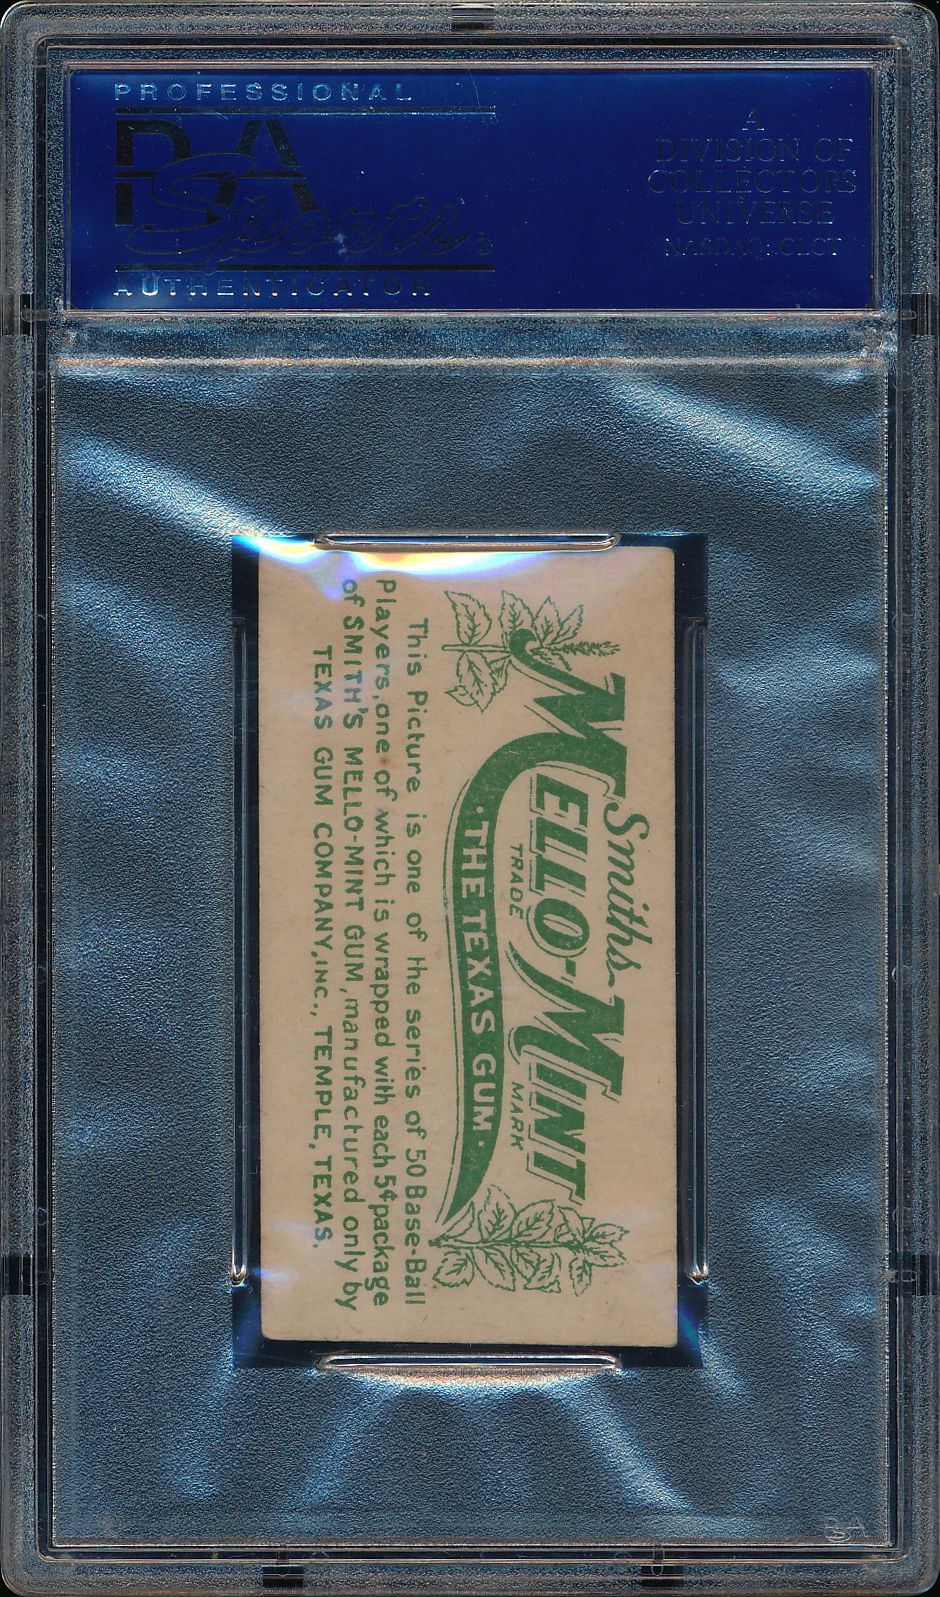 PROFESSIONAL
PSA
Sports
AUTHENTICATOR
A
DIVISION OF
COLLECTORS
UNIVERSE
NASDAQ: CLCT
Smiths
MELLO-MINT
TRADE MARK
·THE TEXAS GUM·
This Picture is one of the series of 50 Base-Ball
Players, one of which is wrapped with each 5¢ package
of SMITH'S MELLO-MINT GUM, manufactured only by
TEXAS GUM COMPANY, INC., TEMPLE, TEXAS.
PSA